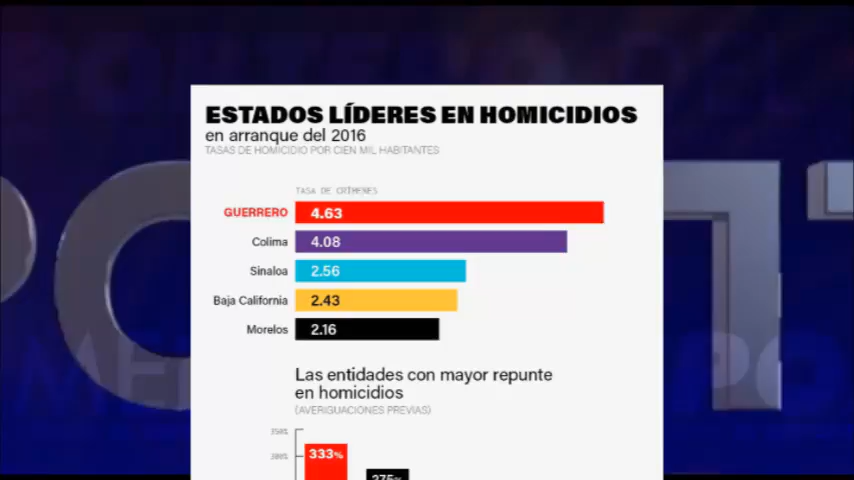 ESTADOS LÍDERES EN HOMICIDIOS
en arranque del 2016
TASAS DE HOMICIDIO POR CIEN MIL HABITANTES
TASA DE CRÍMENES
GUERRERO 4.63
Colima 4.08
Sinaloa 2.56
Baja California 2.43
Morelos 2.16
Las entidades con mayor repunte
en homicidios
(AVERIGUACIONES PREVIAS)
350%
300%
333%
275%